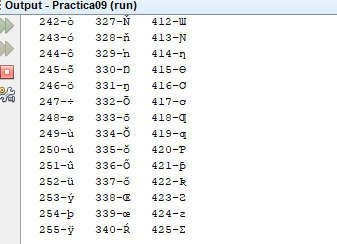 Output - Practica09 (run)
242-ò 327-Ň 412-Ɯ
243-ó 328-ň 413-Ɲ
244-ô 329-ŉ 414-ƞ
245-õ 330-Ŋ 415-Ɵ
246-ö 331-ŋ 416-Ơ
247-÷ 332-Ō 417-ơ
248-ø 333-ō 418-Ƣ
249-ù 334-Ŏ 419-ƣ
250-ú 335-ŏ 420-Ƥ
251-û 336-Ő 421-ƥ
252-ü 337-ő 422-Ʀ
253-ý 338-Œ 423-Ƨ
254-þ 339-œ 424-ƨ
255-ÿ 340-Ŕ 425-Ʃ